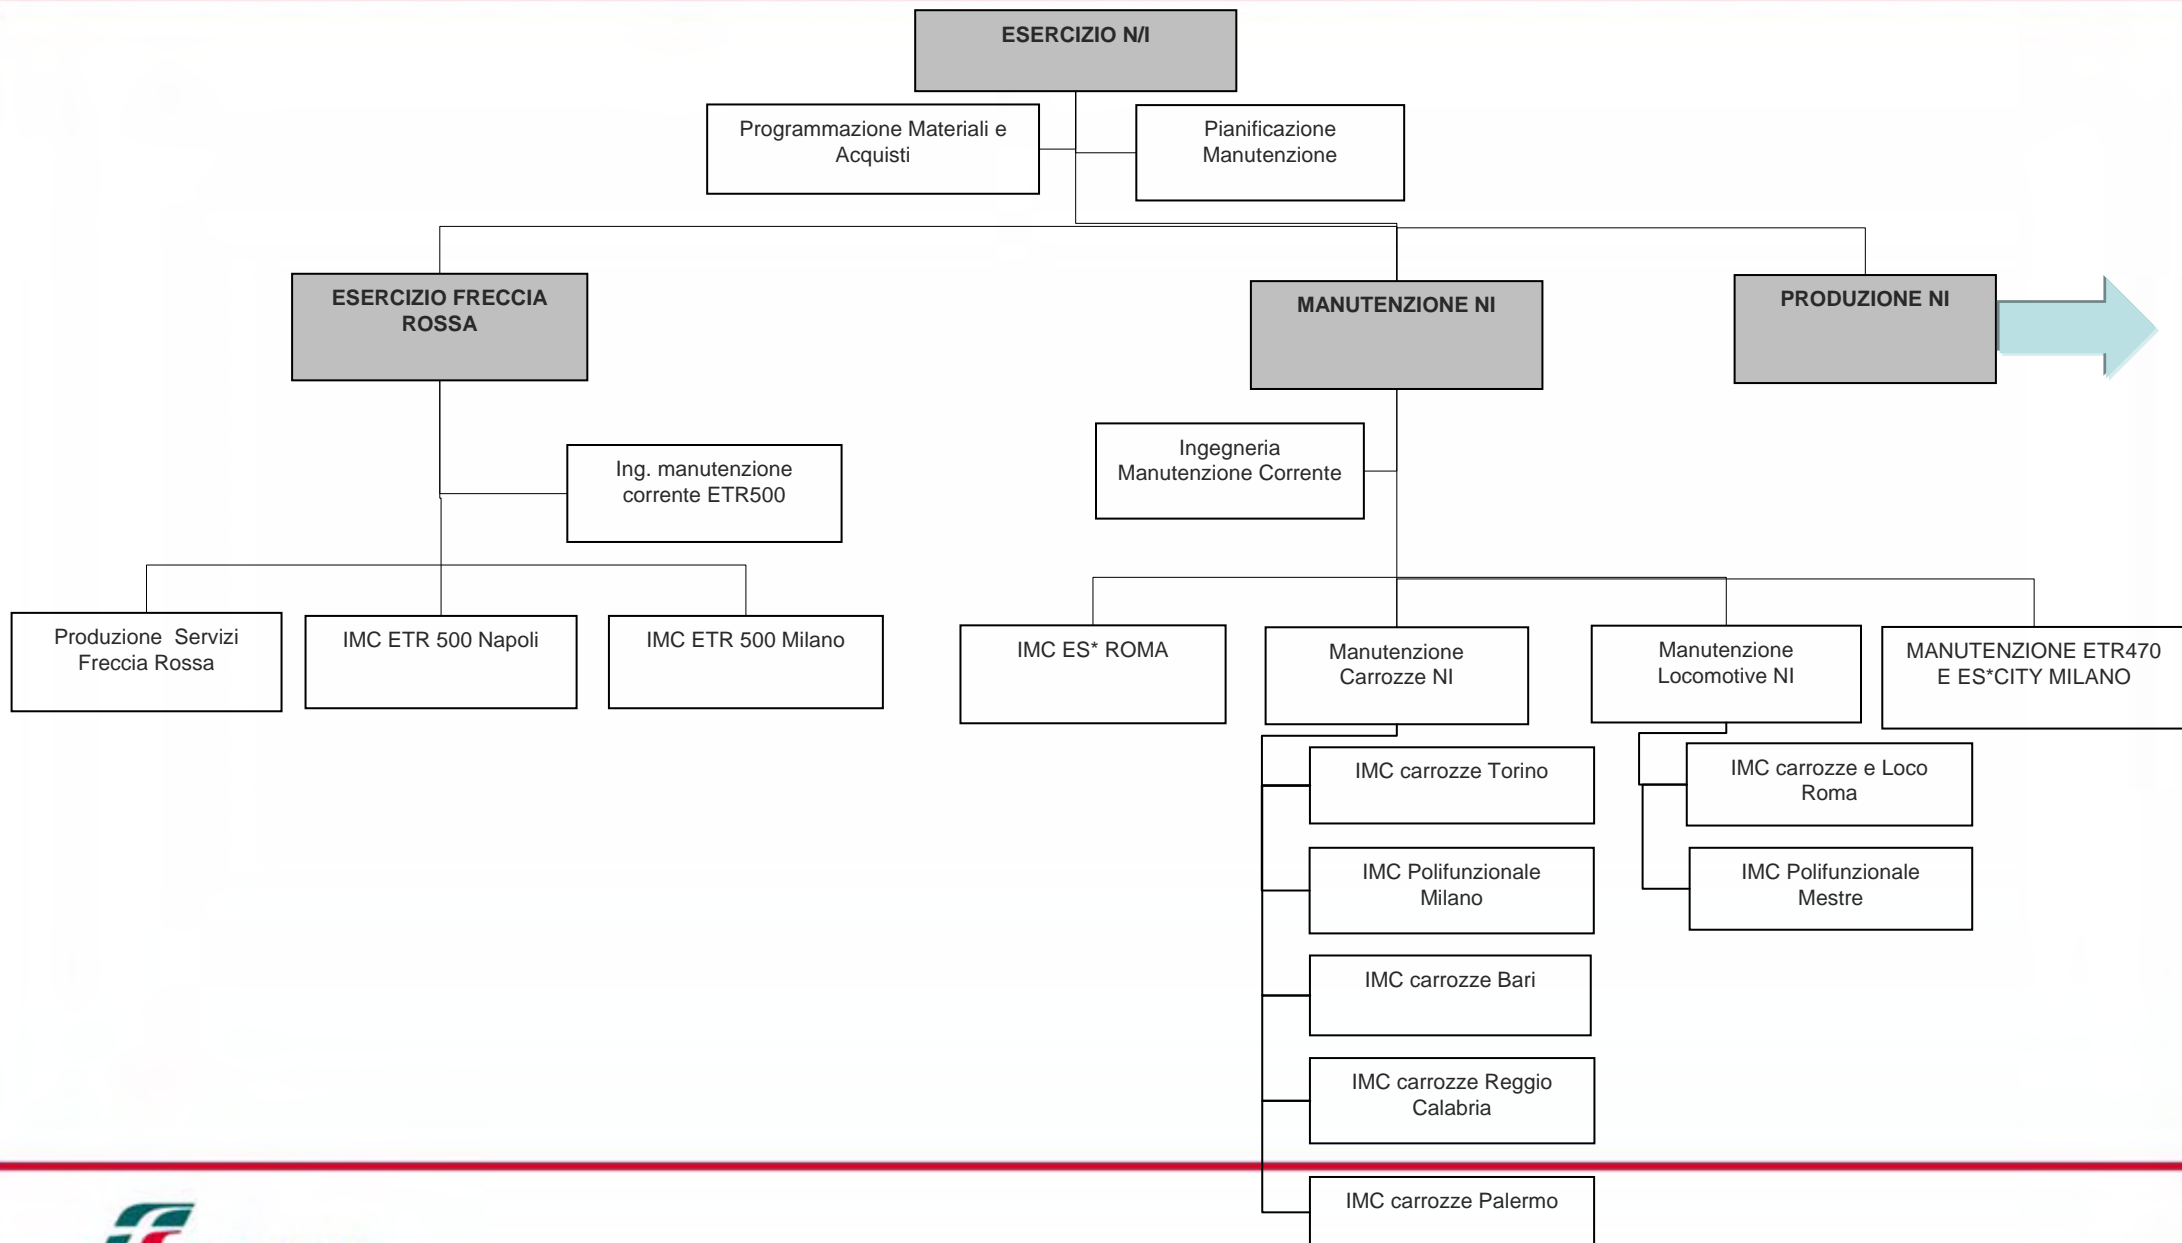 ESERCIZIO N/I
Programmazione Materiali e
Acquisti
Pianificazione
Manutenzione
ESERCIZIO FRECCIA
ROSSA
MANUTENZIONE NI
PRODUZIONE NI
Ing. manutenzione
corrente ETR500
Ingegneria
Manutenzione Corrente
Produzione Servizi
Freccia Rossa
IMC ETR 500 Napoli
IMC ETR 500 Milano
IMC ES* ROMA
Manutenzione
Carrozze NI
Manutenzione
Locomotive NI
MANUTENZIONE ETR470
E ES*CITY MILANO
IMC carrozze Torino
IMC Polifunzionale
Milano
IMC carrozze Bari
IMC carrozze Reggio
Calabria
IMC carrozze Palermo
IMC carrozze e Loco
Roma
IMC Polifunzionale
Mestre